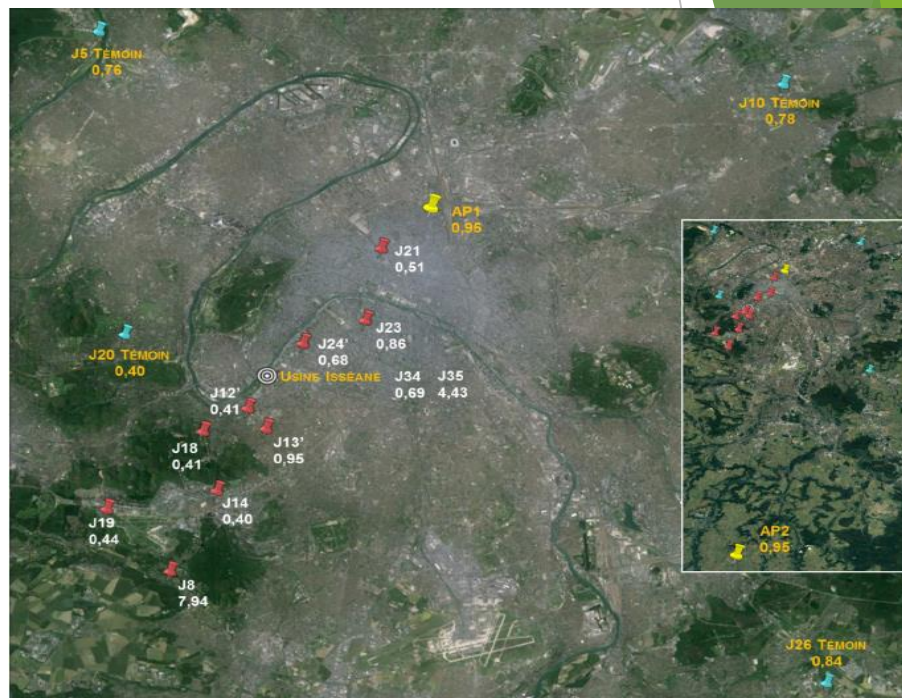 J5 TÉMOIN
0,76
J10 TÉMOIN
0,78
AP1
0,95
J21
0,51
J23
0,86
J24'
0,68
J20 TÉMOIN
0,40
USINE ISSÉANE
J34
0,69
J35
4,43
J12'
0,41
J13'
0,95
J18
0,41
J14
0,40
J19
0,44
J8
7,94
AP2
0,95
J26 TÉMOIN
0,84